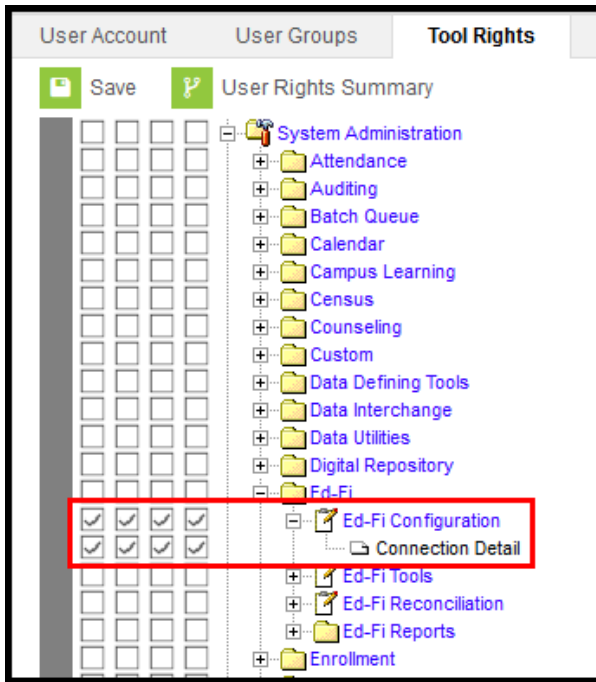 User Account User Groups Tool Rights
Save User Rights Summary
System Administration
Attendance
Auditing
Batch Queue
Calendar
Campus Learning
Census
Counseling
Custom
Data Defining Tools
Data Interchange
Data Utilities
Digital Repository
Ed-Fi
Ed-Fi Configuration
Connection Detail
Ed-Fi Tools
Ed-Fi Reconciliation
Ed-Fi Reports
Enrollment